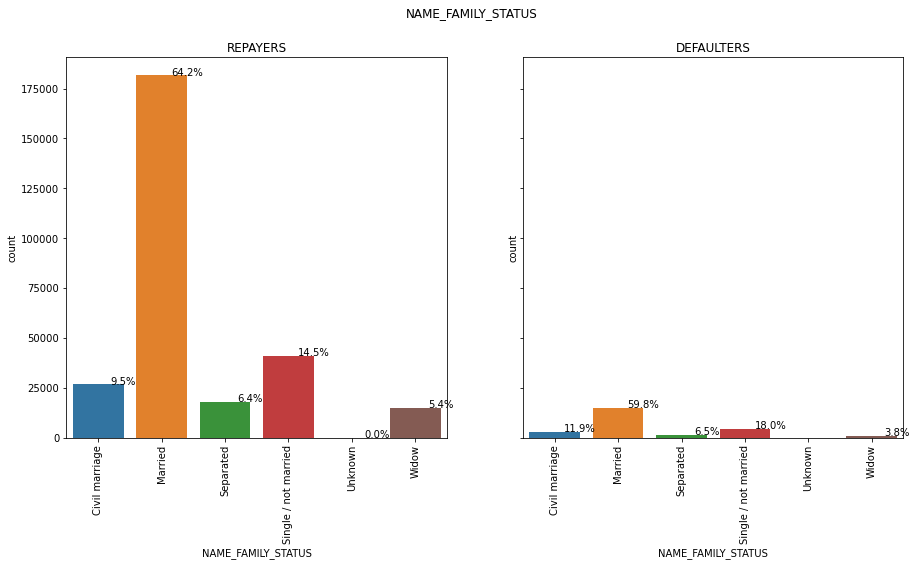 NAME_FAMILY_STATUS
REPAYERS
175000
150000
125000
100000
75000
50000
25000
0
count
64.2%
9.5%
6.4%
14.5%
0.0%
5.4%
Civil marriage
Married
Separated
Single / not married
Unknown
Widow
NAME_FAMILY_STATUS
DEFAULTERS
count
11.9%
59.8%
6.5%
18.0%
3.8%
Civil marriage
Married
Separated
Single / not married
Unknown
Widow
NAME_FAMILY_STATUS